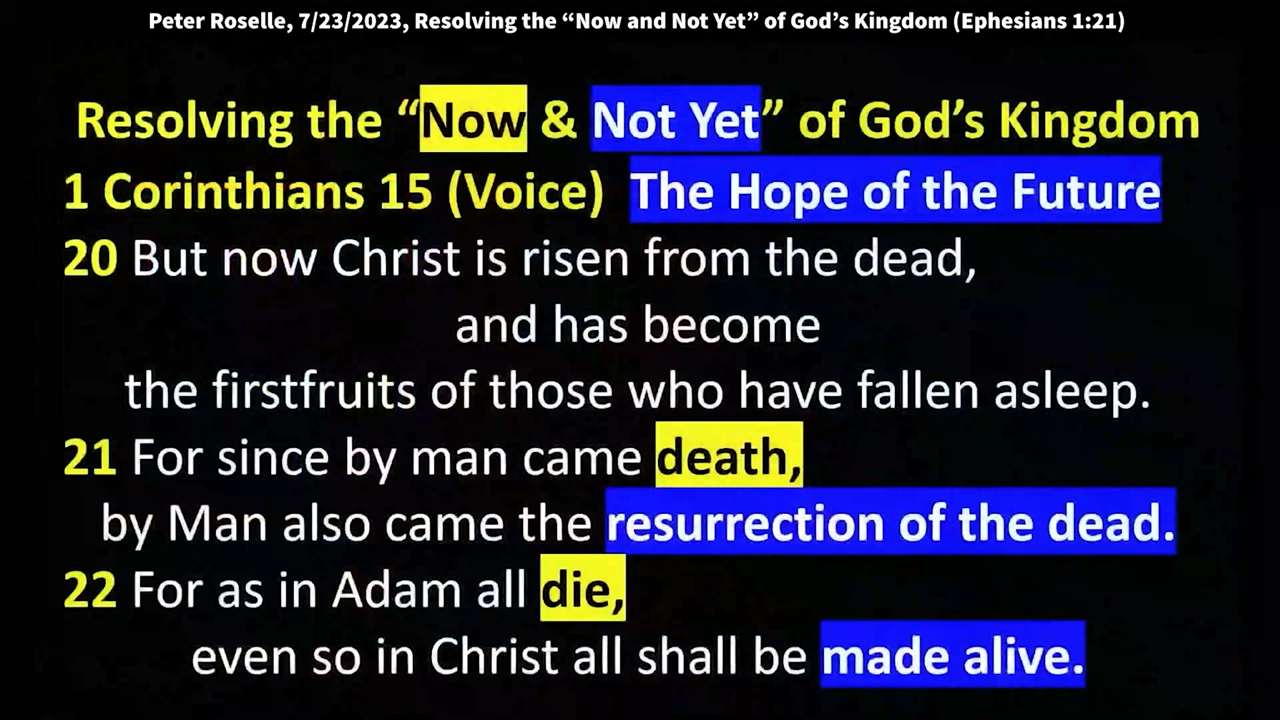 Peter Roselle, 7/23/2023, Resolving the “Now and Not Yet” of God’s Kingdom (Ephesians 1:21)
Resolving the “Now & Not Yet” of God’s Kingdom
1 Corinthians 15 (Voice) The Hope of the Future
20 But now Christ is risen from the dead,
and has become
the firstfruits of those who have fallen asleep.
21 For since by man came death,
by Man also came the resurrection of the dead.
22 For as in Adam all die,
even so in Christ all shall be made alive.